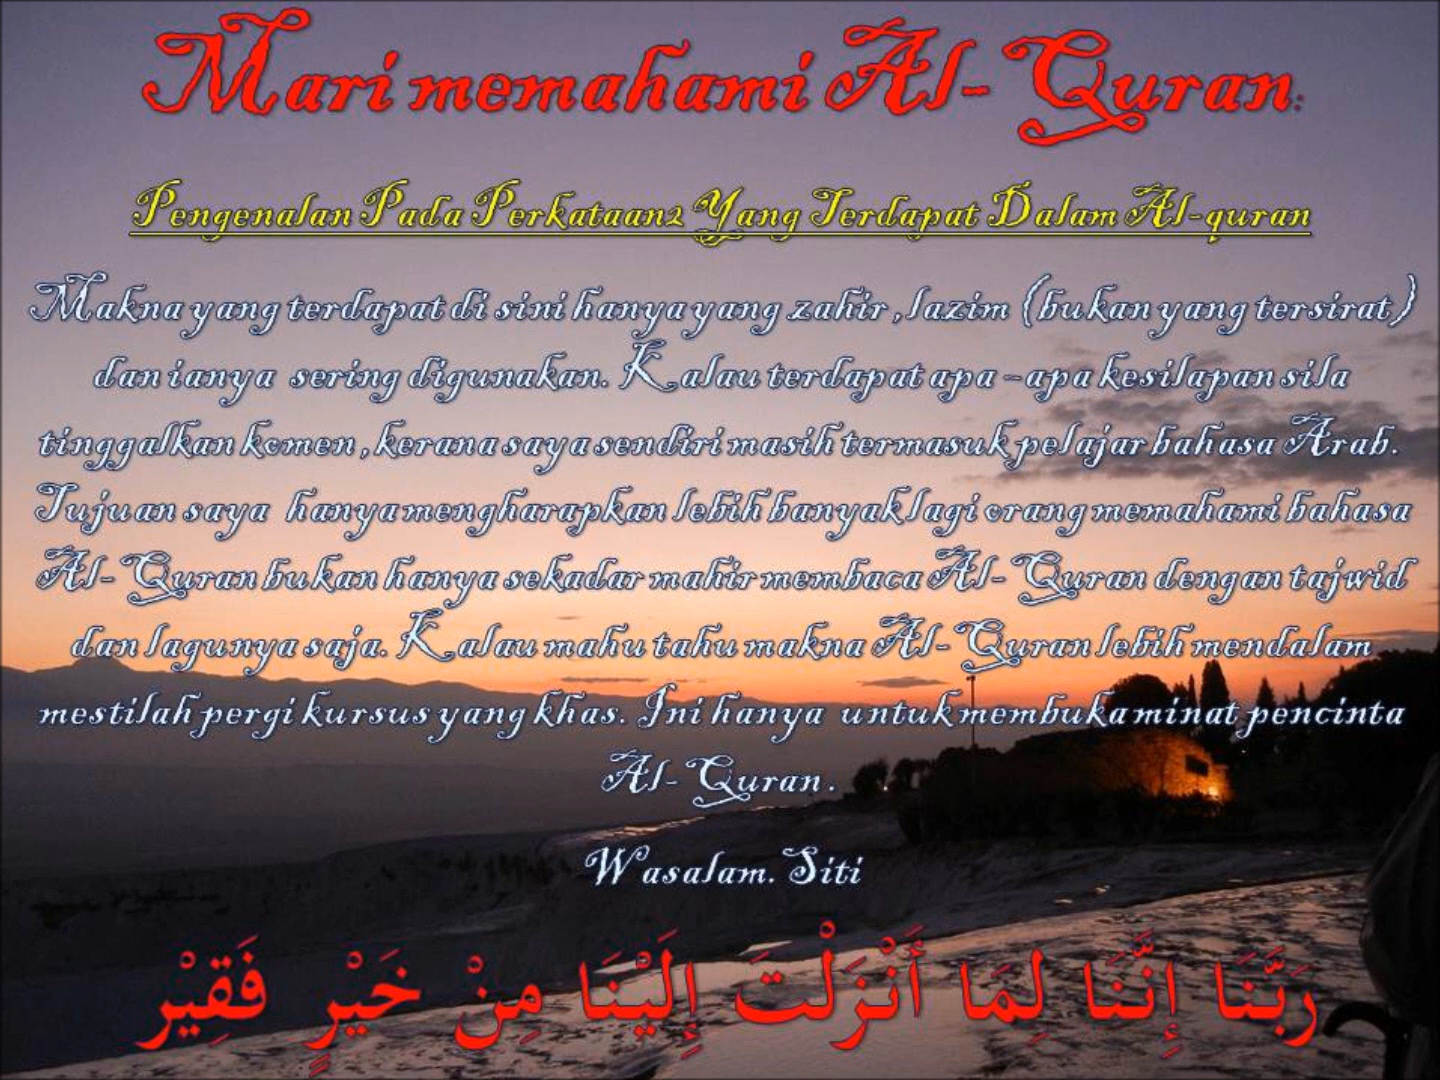 Mari memahami Al-Quran:
Pengenalan Pada Perkataan2 Yang Terdapat Dalam Al-quran
Makna yang terdapat di sini hanya yang zahir, lazim (bukan yang tersirat)
dan ianya sering digunakan. Kalau terdapat apa – apa kesilapan sila
tinggalkan komen, kerana saya sendiri masih termasuk pelajar bahasa Arab.
Tujuan saya hanya mengharapkan lebih banyak lagi orang memahami bahasa
Al-Quran bukan hanya sekadar mahir membaca Al-Quran dengan tajwid
dan lagunya saja. Kalau mahu tahu makna Al-Quran lebih mendalam
mestilah pergi kursus yang khas. Ini hanya untuk membuka minat pencinta
Al-Quran.
Wasalam. Siti
رَبَّنَا إِنَّنَا لِمَا أَنْزَلْتَ إِلَيْنَا مِنْ خَيْرٍ فَقِيْر